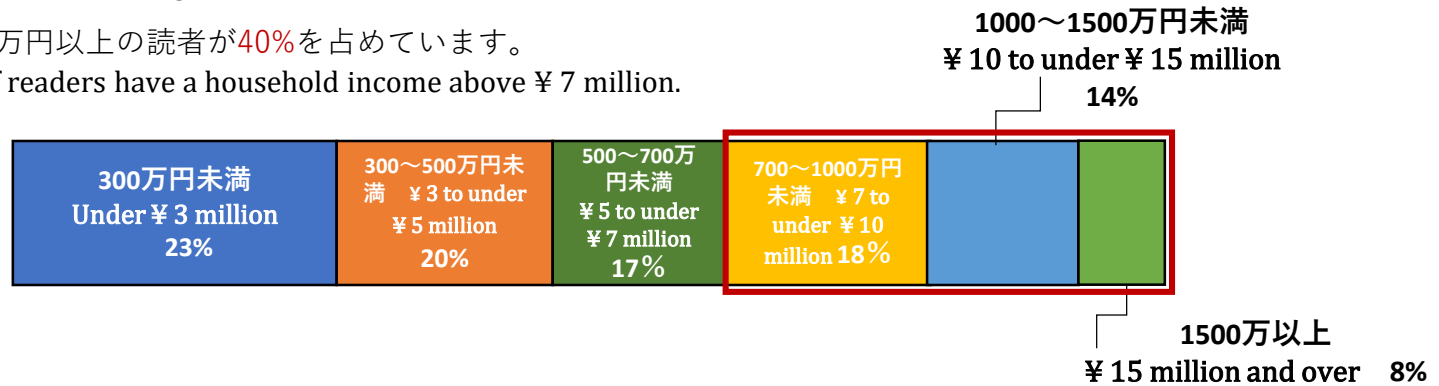 万円以上の読者が40%を占めています。
readers have a household income above ¥ 7 million.
1000～1500万円未満
¥ 10 to under ¥ 15 million
14%
300万円未満
Under ¥ 3 million
23%
300～500万円未
満　¥ 3 to under
¥ 5 million
20%
500～700万
円未満
¥ 5 to under
¥ 7 million
17％
700～1000万円
未満　¥ 7 to
under ¥ 10
million 18％
1500万以上
¥ 15 million and over 8%